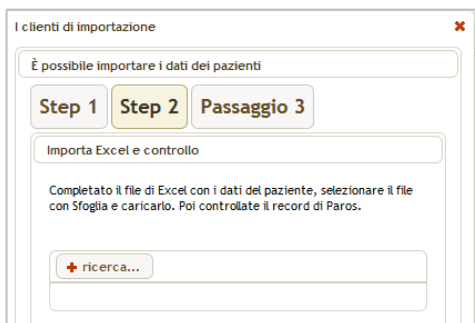 I clienti di importazione
È possibile importare i dati dei pazienti
Step 1 Step 2 Passaggio 3
Importa Excel e controllo
Completato il file di Excel con i dati del paziente, selezionare il file
con Sfoglia e caricarlo. Poi controllate il record di Paros.
ricerca...